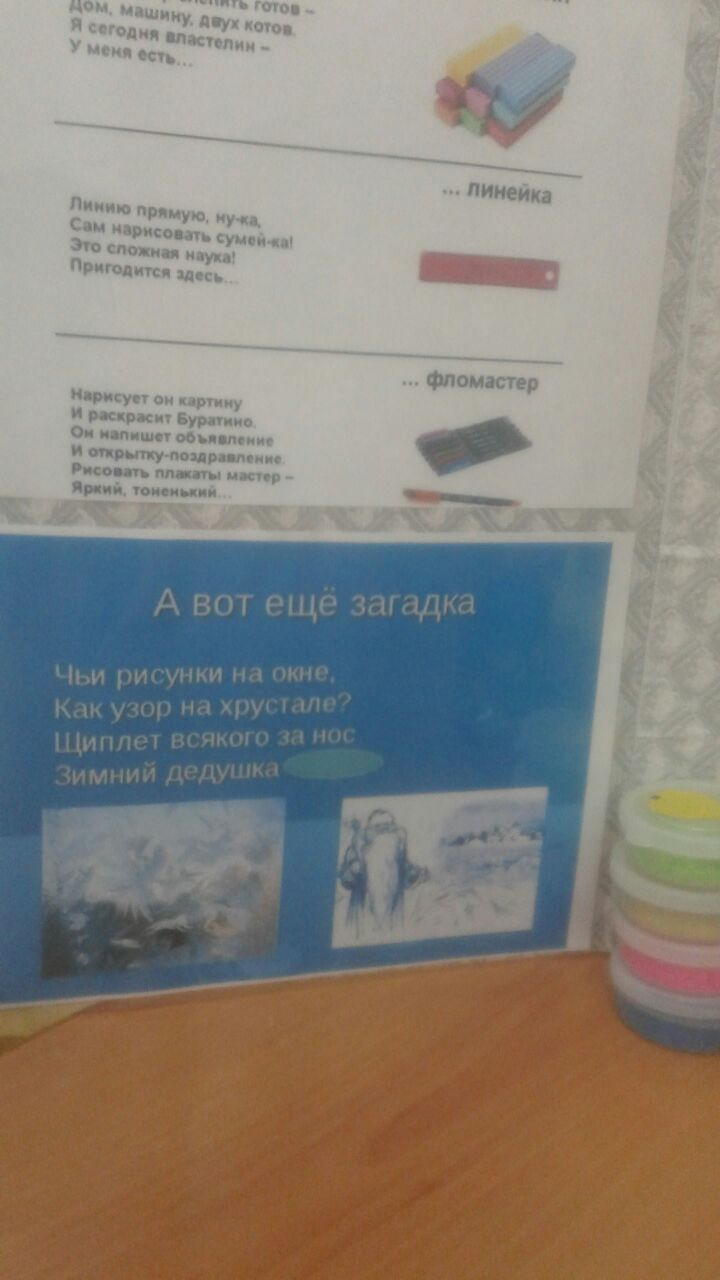 готов –
Дом, машину, двух котов.
Я сегодня властелин –
У меня есть...
... линейка
Линию прямую, ну-ка,
Сам нарисовать сумей-ка!
Это сложная наука!
Пригодится здесь...
... фломастер
Нарисует он картину
И раскрасит Буратино.
Он напишет объявление
И открытку-поздравление.
Рисовать плакаты мастер –
Яркий, тоненький...
А вот ещё загадка
Чьи рисунки на окне,
Как узор на хрустале?
Щиплет всякого за нос
Зимний дедушка